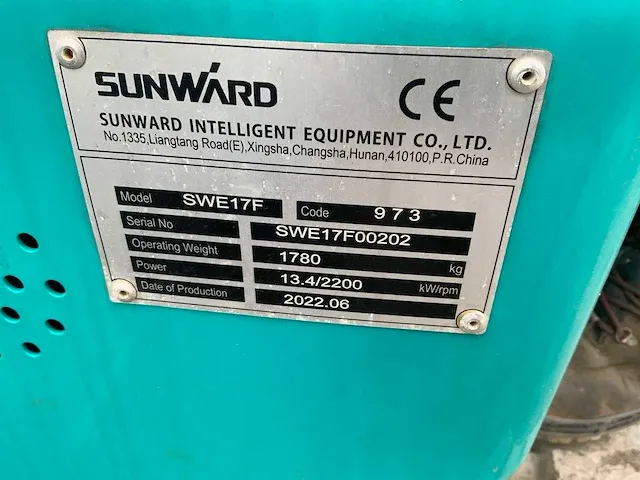 SUNWARD
CE
SUNWARD INTELLIGENT EQUIPMENT CO., LTD.
No.1335,Liangtang Road(E),Xingsha,Changsha,Hunan,410100,P.R.China
Model SWE17F Code 973
Serial No SWE17F00202
Operating Weight 1780 kg
Power 13.4/2200 kW/rpm
Date of Production 2022.06